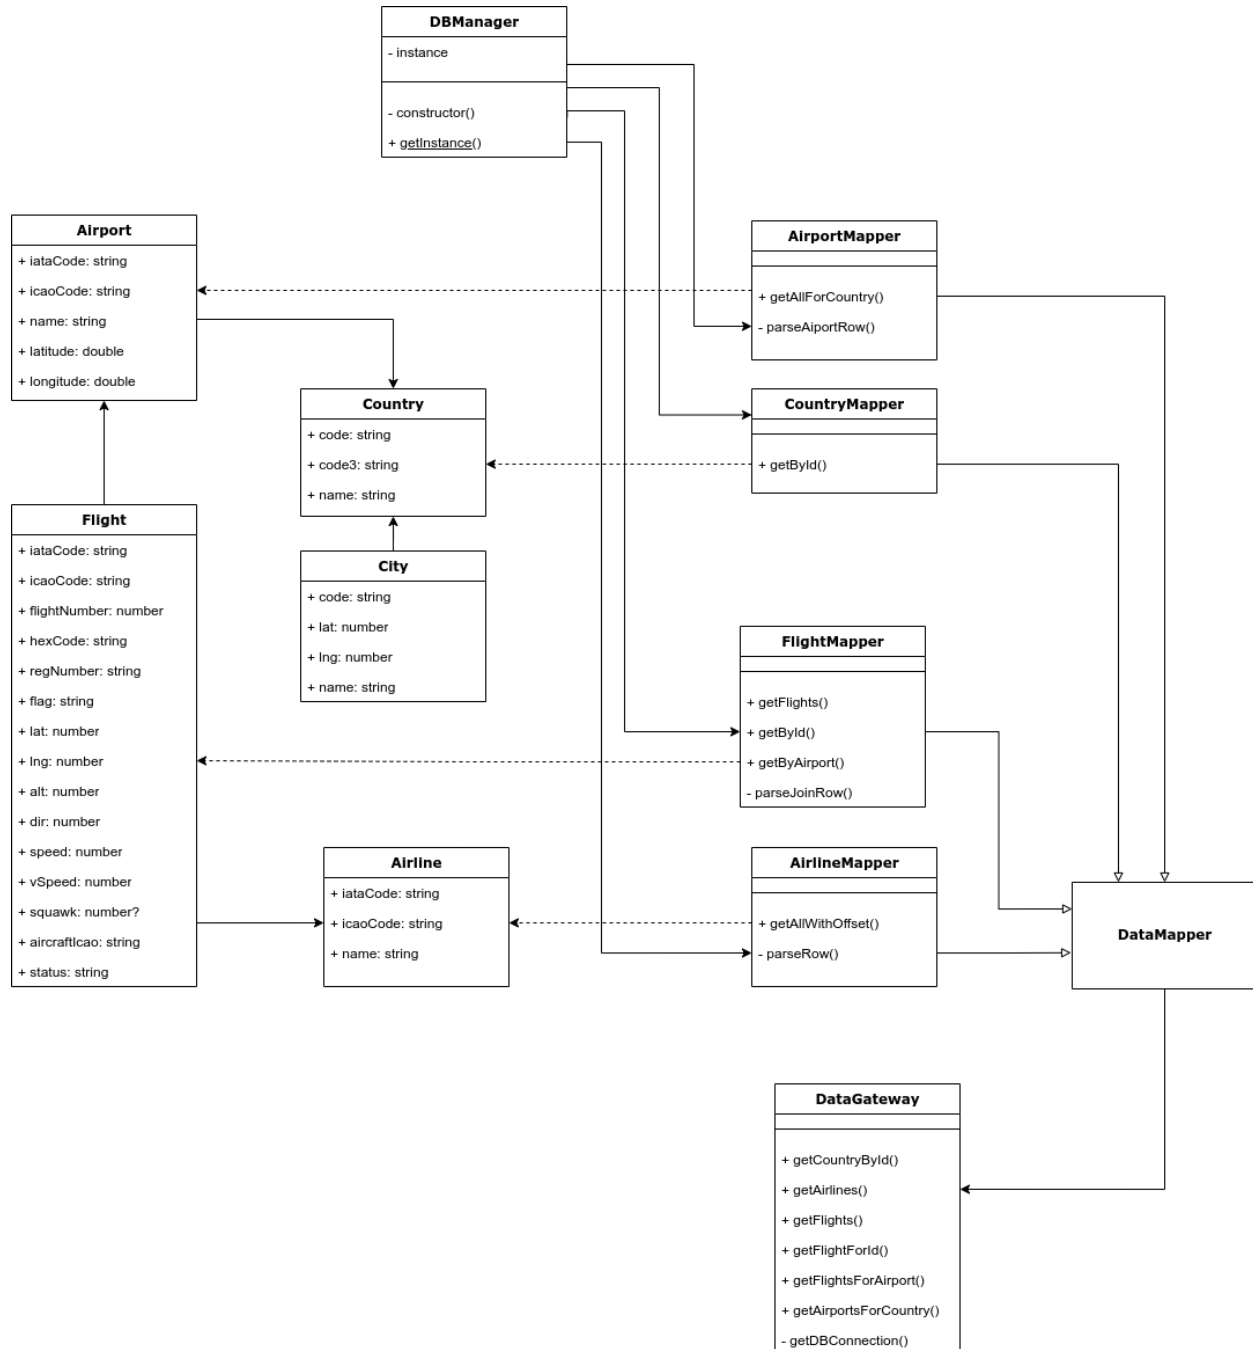 DBManager
- instance
- constructor()
+ getInstance()
Airport
+ iataCode: string
+ icaoCode: string
+ name: string
+ latitude: double
+ longitude: double
AirportMapper
+ getAllForCountry()
- parseAiportRow()
Country
+ code: string
+ code3: string
+ name: string
CountryMapper
+ getById()
Flight
+ iataCode: string
+ icaoCode: string
+ flightNumber: number
+ hexCode: string
+ regNumber: string
+ flag: string
+ lat: number
+ lng: number
+ alt: number
+ dir: number
+ speed: number
+ vSpeed: number
+ squawk: number?
+ aircraftIcao: string
+ status: string
City
+ code: string
+ lat: number
+ lng: number
+ name: string
FlightMapper
+ getFlights()
+ getById()
+ getByAirport()
- parseJoinRow()
Airline
+ iataCode: string
+ icaoCode: string
+ name: string
AirlineMapper
+ getAllWithOffset()
- parseRow()
DataMapper
DataGateway
+ getCountryById()
+ getAirlines()
+ getFlights()
+ getFlightForId()
+ getFlightsForAirport()
+ getAirportsForCountry()
- getDBConnection()